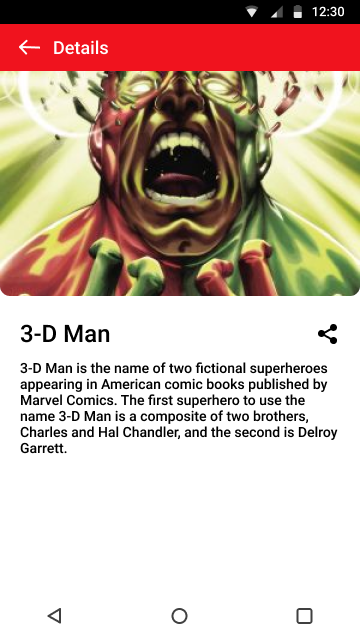 12:30
Details
3-D Man
3-D Man is the name of two fictional superheroes
appearing in American comic books published by
Marvel Comics. The first superhero to use the
name 3-D Man is a composite of two brothers,
Charles and Hal Chandler, and the second is Delroy
Garrett.